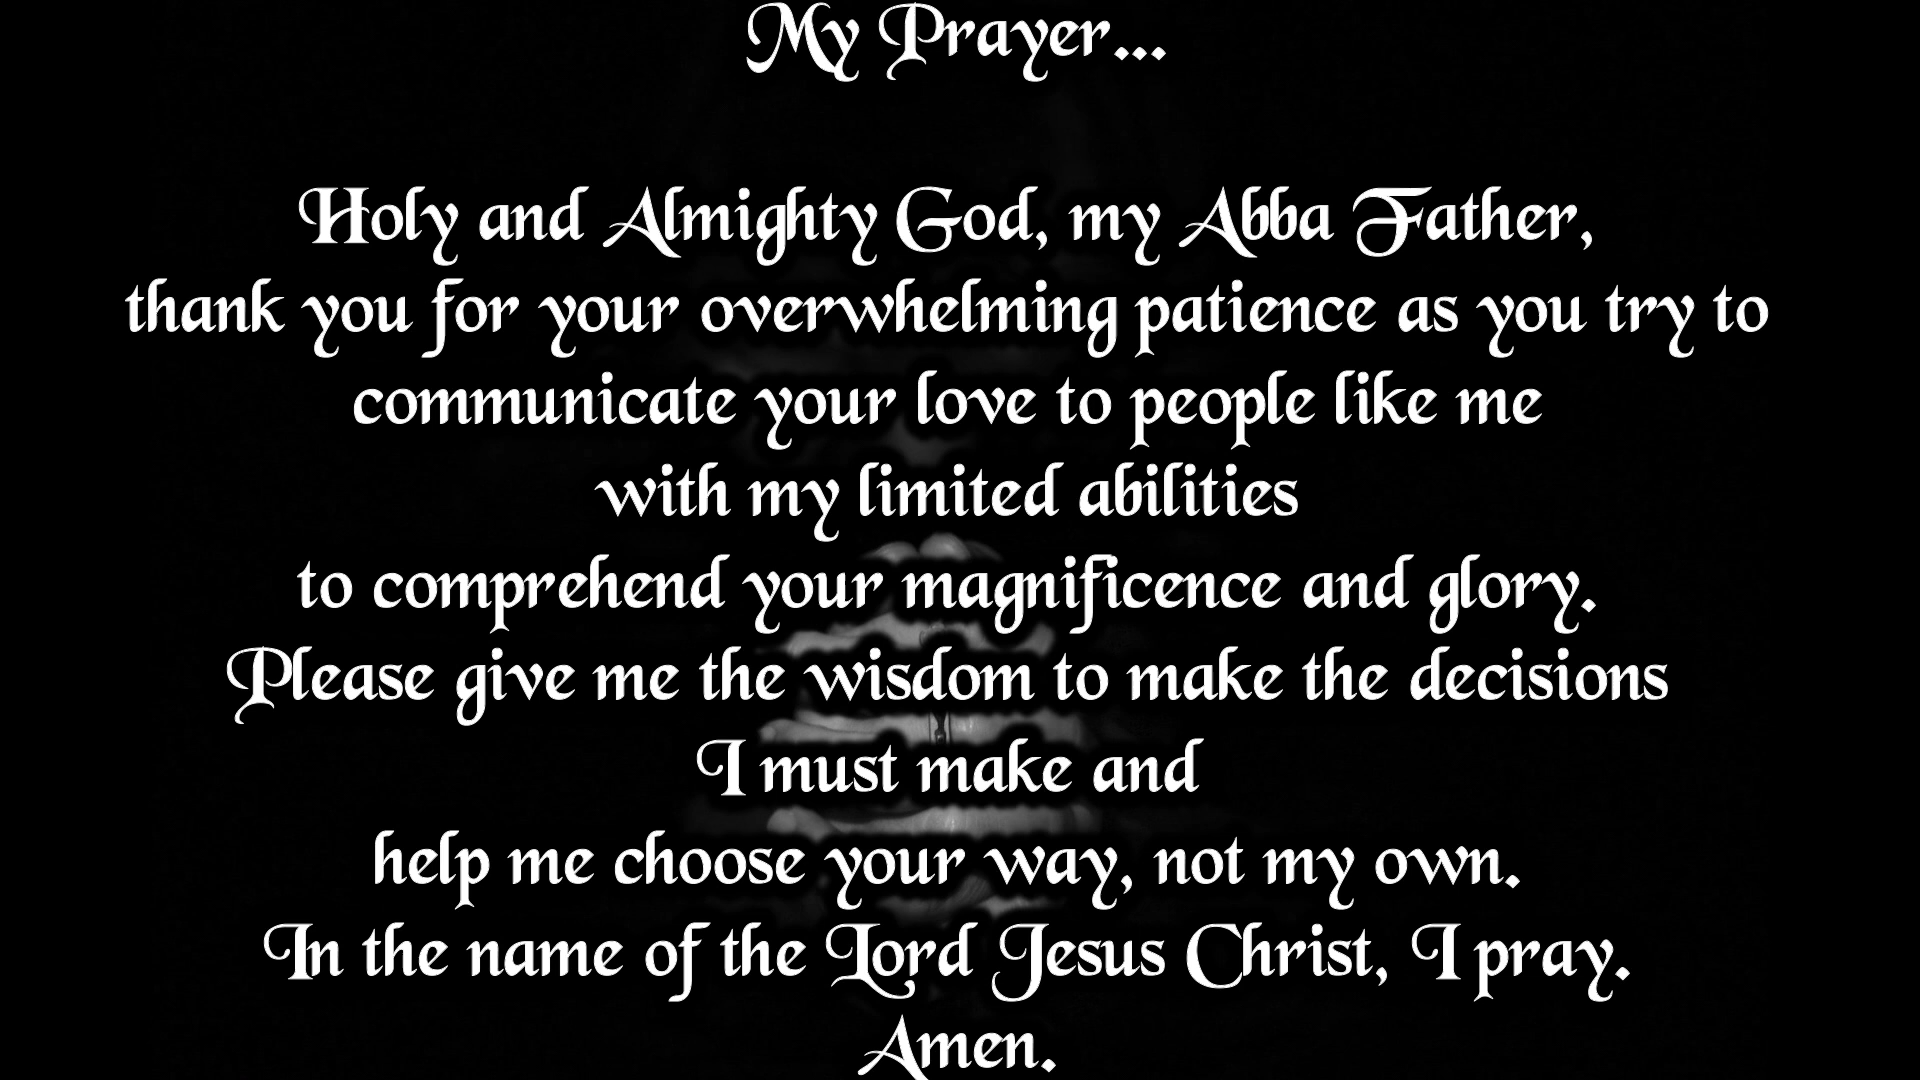 My Prayer...
Holy and Almighty God, my Abba Father,
thank you for your overwhelming patience as you try to
communicate your love to people like me
with my limited abilities
to comprehend your magnificence and glory.
Please give me the wisdom to make the decisions
I must make and
help me choose your way, not my own.
In the name of the Lord Jesus Christ, I pray.
Amen.